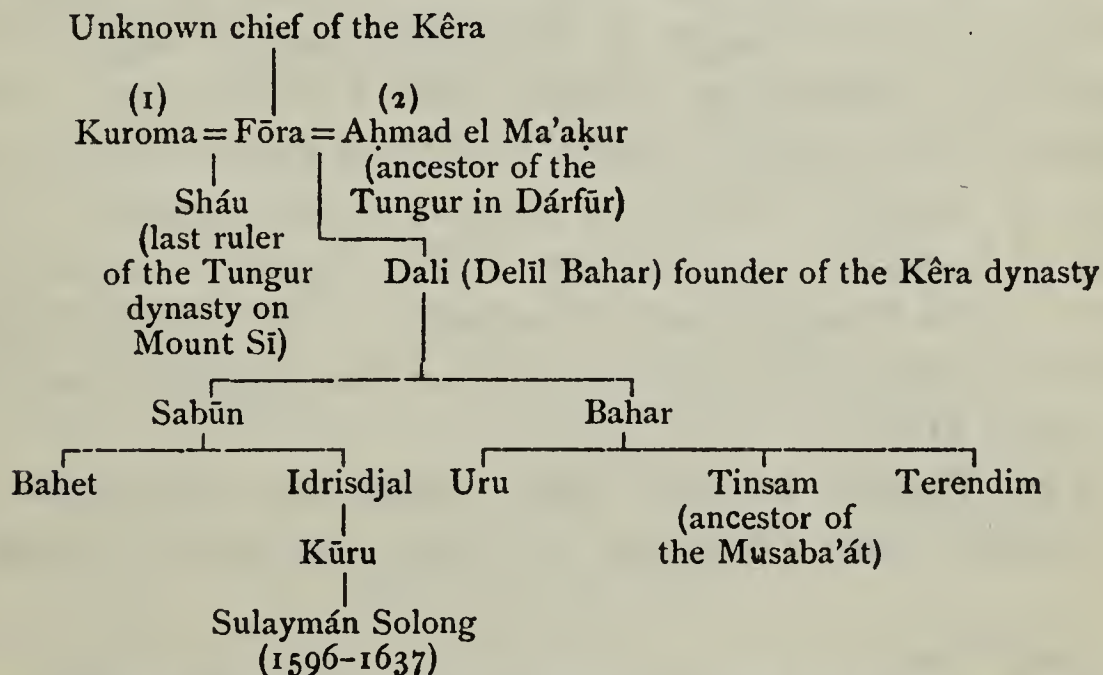 Unknown chief of the Kêra
(1) (2)
Kuroma = Fōra = Aḥmad el Ma'aḳur
(ancestor of the
Tungur in Dárfūr)
Sháu
(last ruler
of the Tungur
dynasty on
Mount Sī)
Dali (Delīl Bahar) founder of the Kêra dynasty
Sabūn Bahar
Bahet Idrisdjal Uru Tinsam Terendim
(ancestor of
the Musaba'át)
Kūru
Sulaymán Solong
(1596–1637)